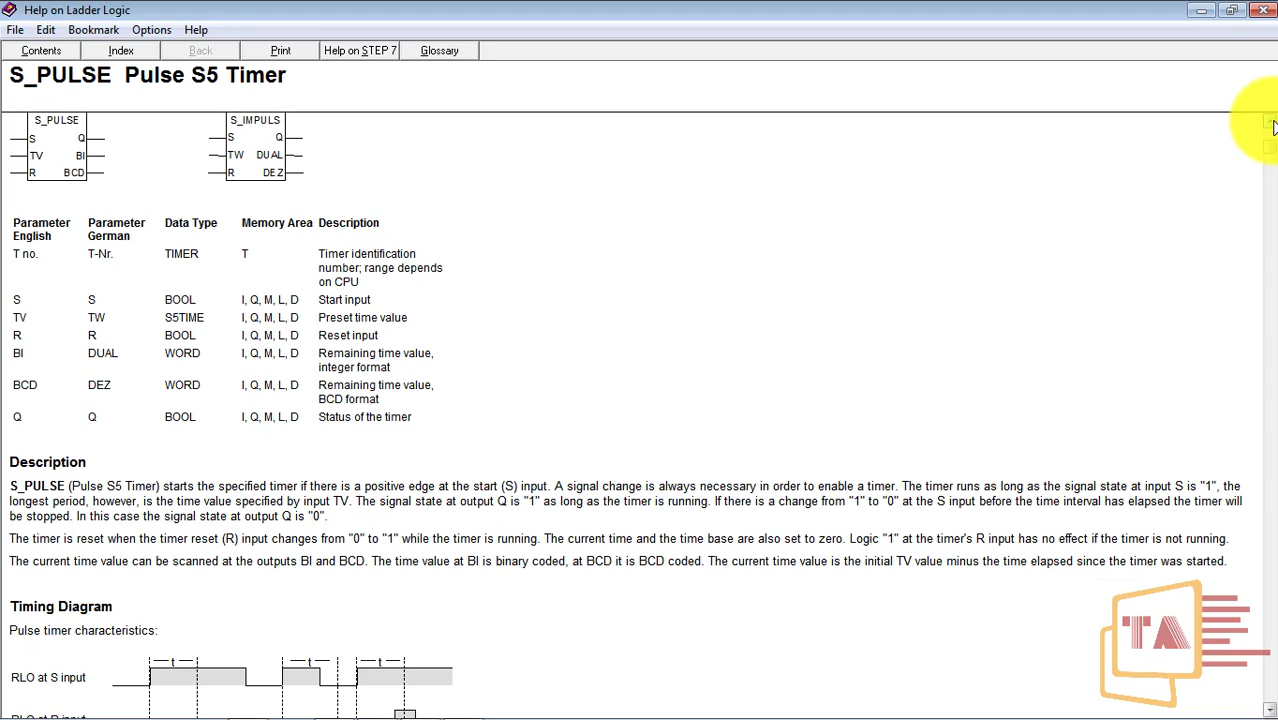 Help on Ladder Logic
File Edit Bookmark Options Help
Contents Index Back Print Help on STEP 7 Glossary
S_PULSE Pulse S5 Timer
S_PULSE S_IMPULS
S Q S Q
TV BI TW DUAL
R BCD R DEZ
Parameter English Parameter German Data Type Memory Area Description
T no. T-Nr. TIMER T Timer identification
number; range depends
on CPU
S S BOOL I, Q, M, L, D Start input
TV TW S5TIME I, Q, M, L, D Preset time value
R R BOOL I, Q, M, L, D Reset input
BI DUAL WORD I, Q, M, L, D Remaining time value,
integer format
BCD DEZ WORD I, Q, M, L, D Remaining time value,
BCD format
Q Q BOOL I, Q, M, L, D Status of the timer
Description
S_PULSE (Pulse S5 Timer) starts the specified timer if there is a positive edge at the start (S) input. A signal change is always necessary in order to enable a timer. The timer runs as long as the signal state at input S is "1", the
longest period, however, is the time value specified by input TV. The signal state at output Q is "1" as long as the timer is running. If there is a change from "1" to "0" at the S input before the time interval has elapsed the timer will
be stopped. In this case the signal state at output Q is "0".
The timer is reset when the timer reset (R) input changes from "0" to "1" while the timer is running. The current time and the time base are also set to zero. Logic "1" at the timer's R input has no effect if the timer is not running.
The current time value can be scanned at the outputs BI and BCD. The time value at BI is binary coded, at BCD it is BCD coded. The current time value is the initial TV value minus the time elapsed since the timer was started.
Timing Diagram
Pulse timer characteristics:
t t t
RLO at S input
RLO at R input
TA